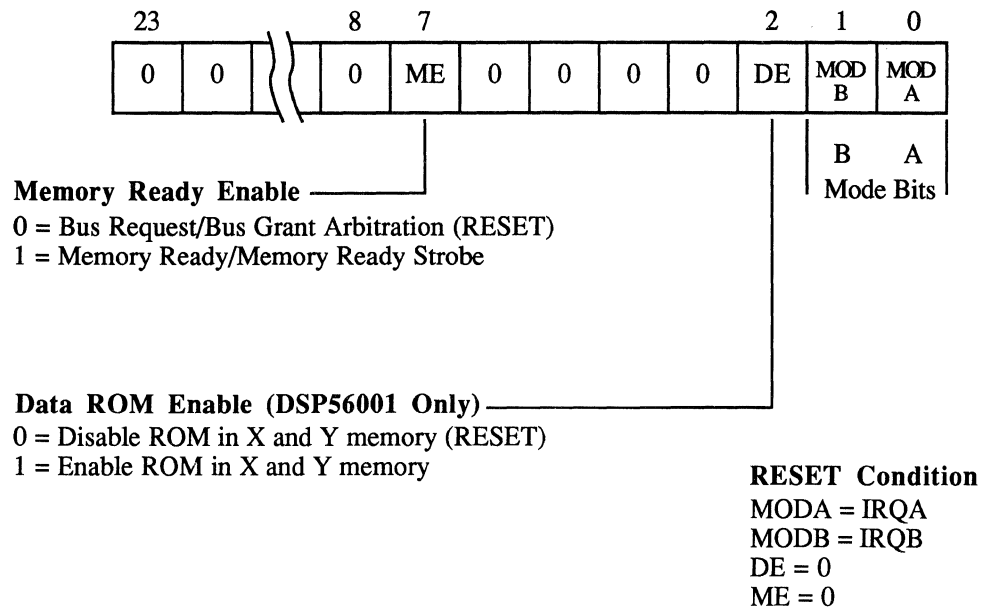 23 8 7 2 1 0
0 0 0 ME 0 0 0 0 DE MOD B MOD A
B A
Mode Bits
Memory Ready Enable
0 = Bus Request/Bus Grant Arbitration (RESET)
1 = Memory Ready/Memory Ready Strobe
Data ROM Enable (DSP56001 Only)
0 = Disable ROM in X and Y memory (RESET)
1 = Enable ROM in X and Y memory
RESET Condition
MODA = IRQA
MODB = IRQB
DE = 0
ME = 0